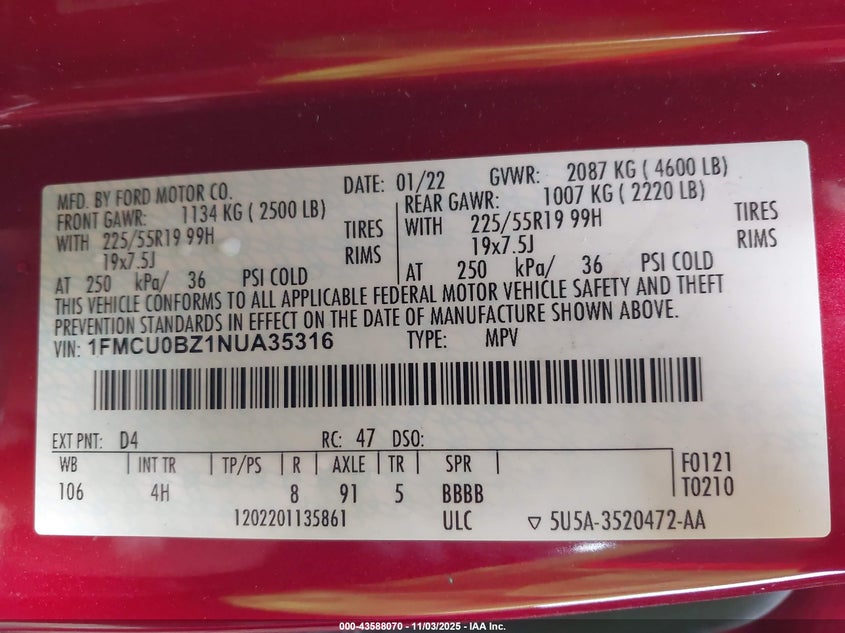 MFD. BY FORD MOTOR CO. DATE: 01/22 GVWR: 2087 KG ( 4600 LB)
FRONT GAWR: 1134 KG ( 2500 LB) REAR GAWR: 1007 KG ( 2220 LB)
WITH 225/55R19 99H TIRES WITH 225/55R19 99H TIRES
19x7.5J RIMS 19x7.5J RIMS
AT 250 kPa/ 36 PSI COLD AT 250 kPa/ 36 PSI COLD
THIS VEHICLE CONFORMS TO ALL APPLICABLE FEDERAL MOTOR VEHICLE SAFETY AND THEFT
PREVENTION STANDARDS IN EFFECT ON THE DATE OF MANUFACTURE SHOWN ABOVE.
VIN: 1FMCU0BZ1NUA35316 TYPE: MPV
EXT PNT: D4 RC: 47 DSO:
WB INT TR TP/PS R AXLE TR SPR F0121
106 4H 8 91 5 BBBB T0210
1202201135861 ULC ▽ 5U5A-3520472-AA
000-43588070 - 11/03/2025 - IAA Inc.